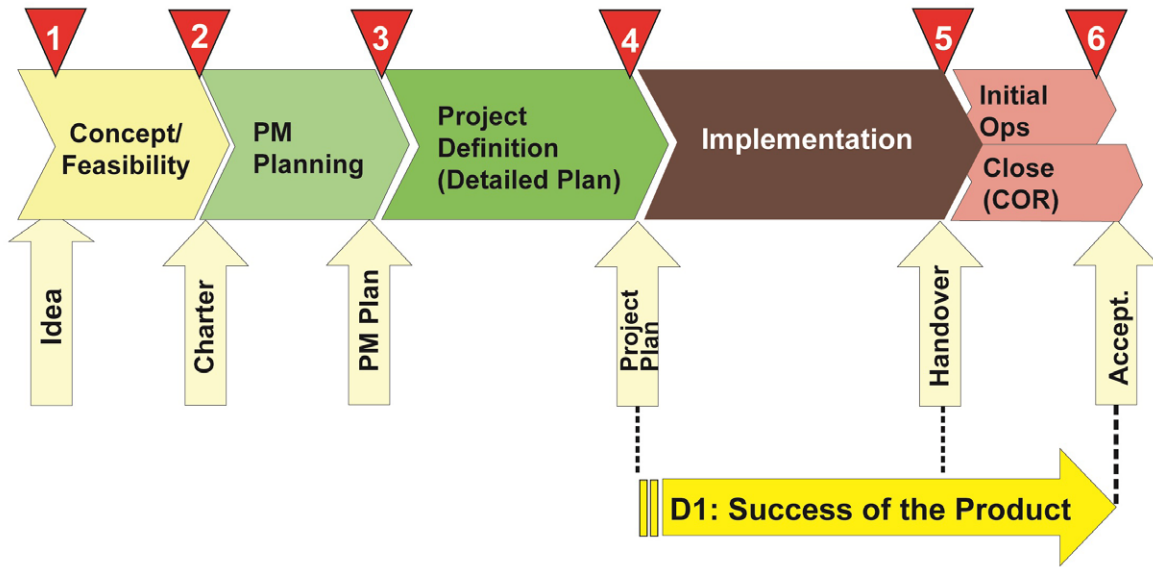 1
2
3
4
5
6
Concept/
Feasibility
PM
Planning
Project
Definition
(Detailed Plan)
Implementation
Initial
Ops
Close
(COR)
Idea
Charter
PM Plan
Project
Plan
Handover
Accept.
D1: Success of the Product